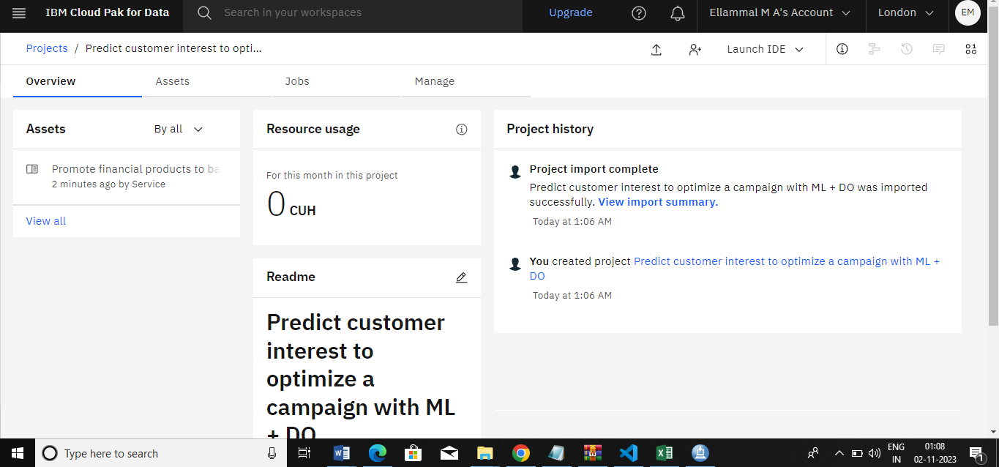 IBM Cloud Pak for Data
Search in your workspaces
Upgrade
Ellammal M A's Account
London
EM
Projects / Predict customer interest to opti...
Launch IDE
Overview
Assets
Jobs
Manage
Assets
By all
Promote financial products to ba
2 minutes ago by Service
View all
Resource usage
For this month in this project
0 CUH
Readme
Predict customer
interest to
optimize a
campaign with ML
+ DO
Project history
Project import complete
Predict customer interest to optimize a campaign with ML + DO was imported
successfully. View import summary.
Today at 1:06 AM
You created project Predict customer interest to optimize a campaign with ML +
DO
Today at 1:06 AM
Type here to search
ENG
IN
01:08
02-11-2023
1